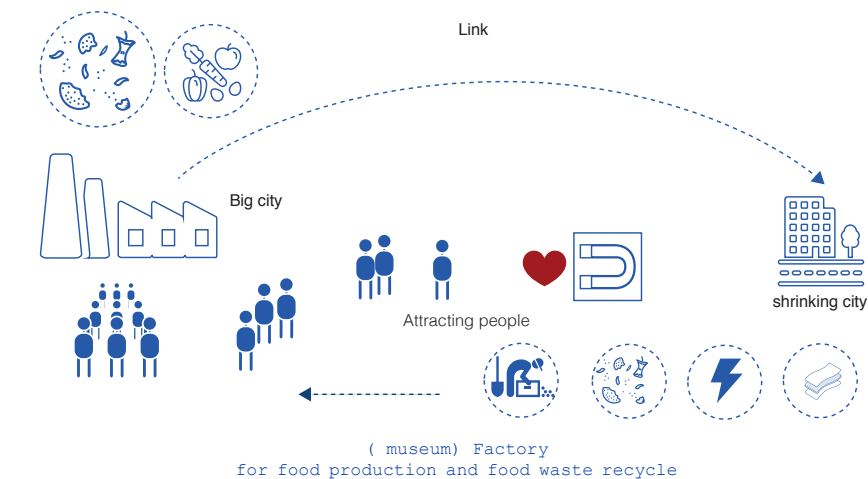 Link
Big city
shrinking city
Attracting people
( museum) Factory
for food production and food waste recycle